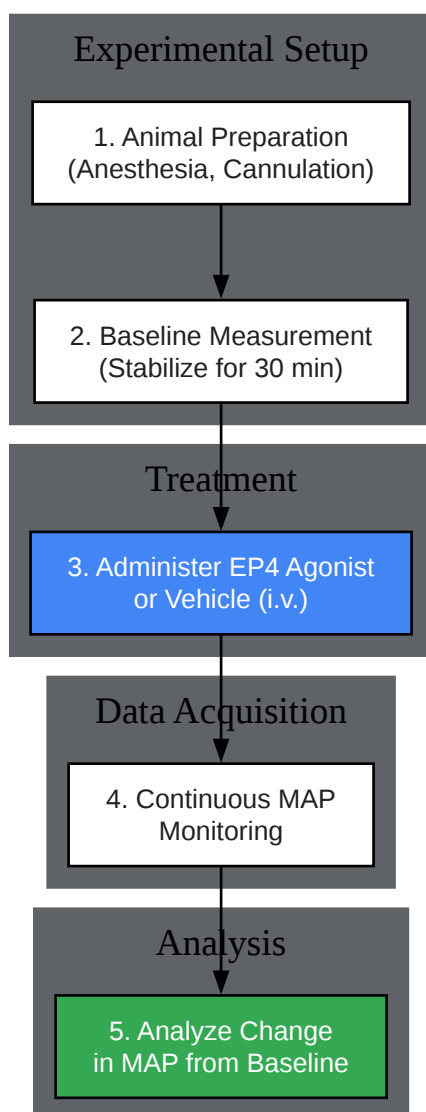 Experimental Setup
1. Animal Preparation
(Anesthesia, Cannulation)
2. Baseline Measurement
(Stabilize for 30 min)
Treatment
3. Administer EP4 Agonist
or Vehicle (i.v.)
Data Acquisition
4. Continuous MAP
Monitoring
Analysis
5. Analyze Change
in MAP from Baseline